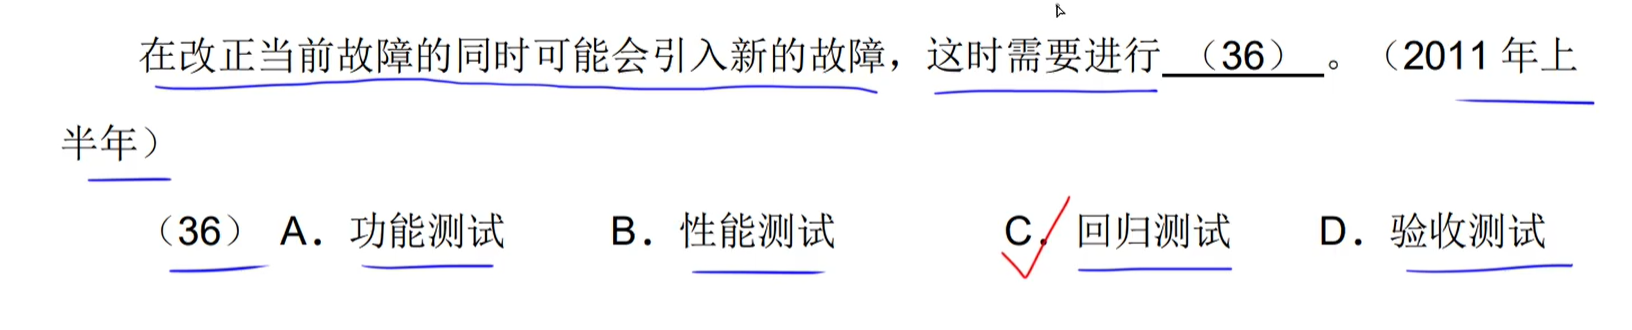 在改正当前故障的同时可能会引入新的故障，这时需要进行 （36） 。（2011 年上
半年）
（36） A．功能测试 B．性能测试 C．回归测试 D．验收测试